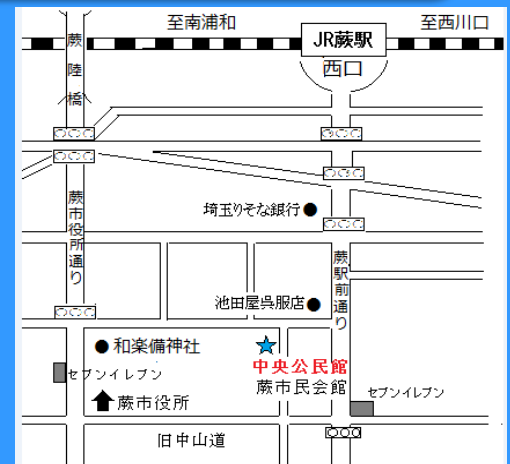 至南浦和
至西川口
JR蕨駅
西口
蕨陸橋
埼玉りそな銀行
蕨市役所通り
蕨駅前通り
池田屋呉服店
和楽備神社
中央公民館
蕨市民会館
セブンイレブン
セブンイレブン
蕨市役所
旧中山道